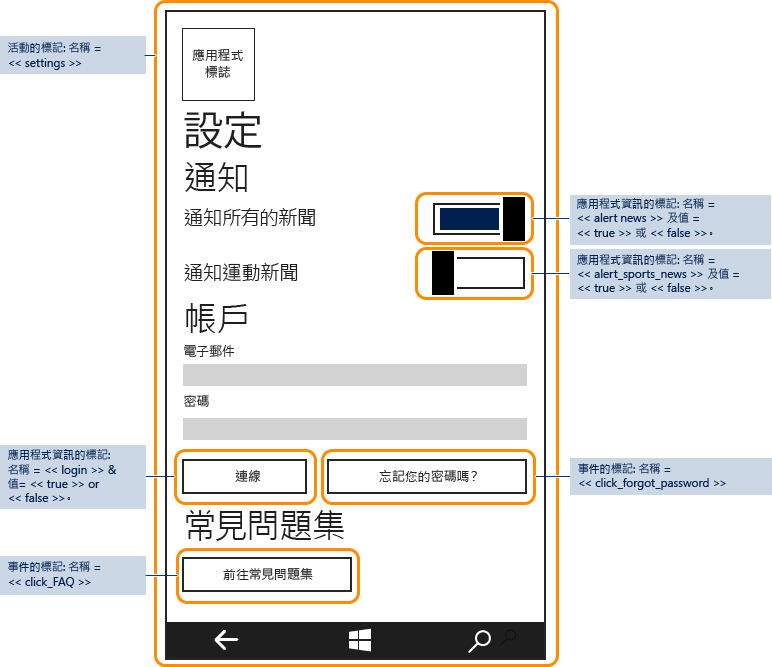 活動的標記: 名稱 =
<< settings >>
應用程式
標誌
設定
通知
通知所有的新聞
應用程式資訊的標記: 名稱 =
<< alert news >> 及值 =
<< true >> 或 << false >>。
通知運動新聞
應用程式資訊的標記: 名稱 =
<< alert_sports_news >> 及值 =
<< true >> 或 << false >>。
帳戶
電子郵件
密碼
應用程式資訊的標記:
名稱 = << login >> &
值= << true >> or
<< false >>。
連線
忘記您的密碼嗎?
事件的標記: 名稱 =
<< click_forgot_password >>
常見問題集
事件的標記: 名稱 =
<< click_FAQ >>
前往常見問題集